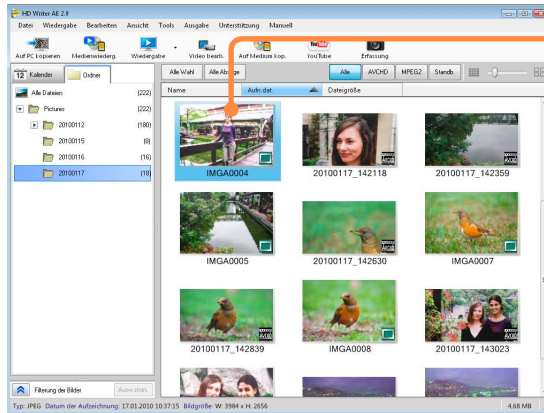 HD Writer AE 2.0
Datei Wiedergabe Bearbeiten Ansicht Tools Ausgabe Unterstützung Manuell
Auf PC kopieren Medienwiederg. Wiedergabe Video bearb. Auf Medium kop. YouTube Erfassung
12 Kalender Ordner Alle Wahl Alle Abwahl Alle AVCHD MPEG2 Standb.
Name Aufn.dat. Dateigröße
Alle Dateien (222)
Pictures (222)
20100112 (180)
20100115 (8)
20100116 (16)
20100117 (18)
IMGA0004 20100117_142118 20100117_142359
IMGA0005 20100117_142630 IMGA0007
20100117_142839 IMGA0008 20100117_143023
Filterung der Bilder
Typ: JPEG Datum der Aufzeichnung: 17.01.2010 10:37:15 Bildgröße: W: 3984 x H: 2656 4,68 MB